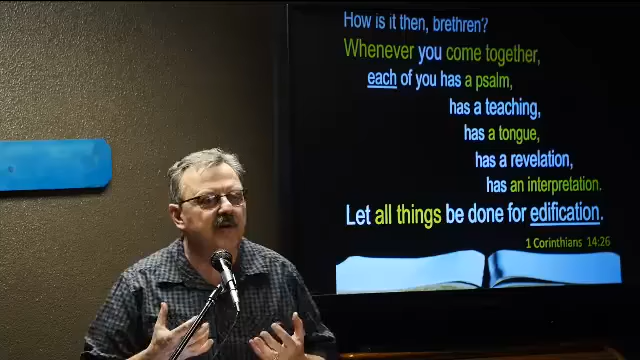 How is it then, brethren?
Whenever you come together,
each of you has a psalm,
has a teaching,
has a tongue,
has a revelation,
has an interpretation.
Let all things be done for edification.
1 Corinthians 14:26